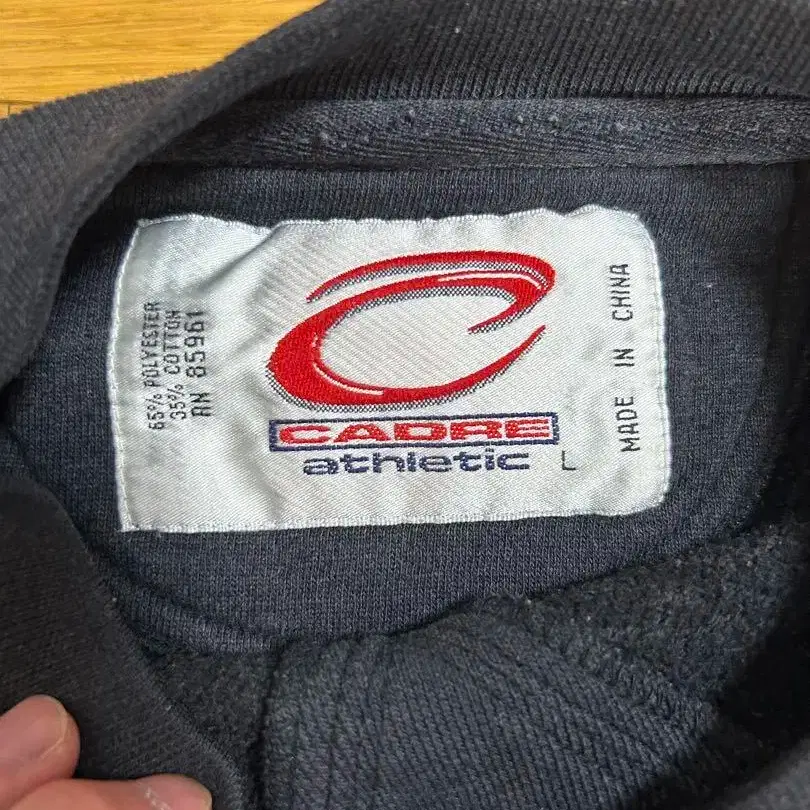 65% POLYESTER
35% COTTON
RN 85961
CADRE
athletic
L
MADE IN CHINA